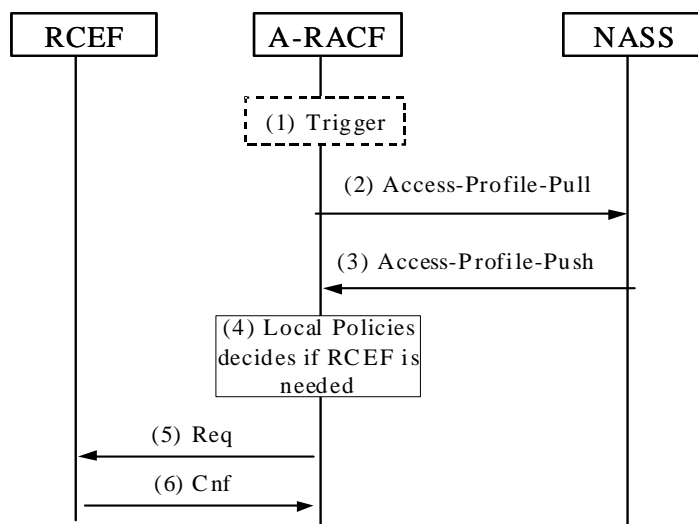 RCEF
A-RACF
NASS
(1) Trigger
(2) Access-Profile-Pull
(3) Access-Profile-Push
(4) Local Policies
decides if RCEF is
needed
(5) Req
(6) Cnf